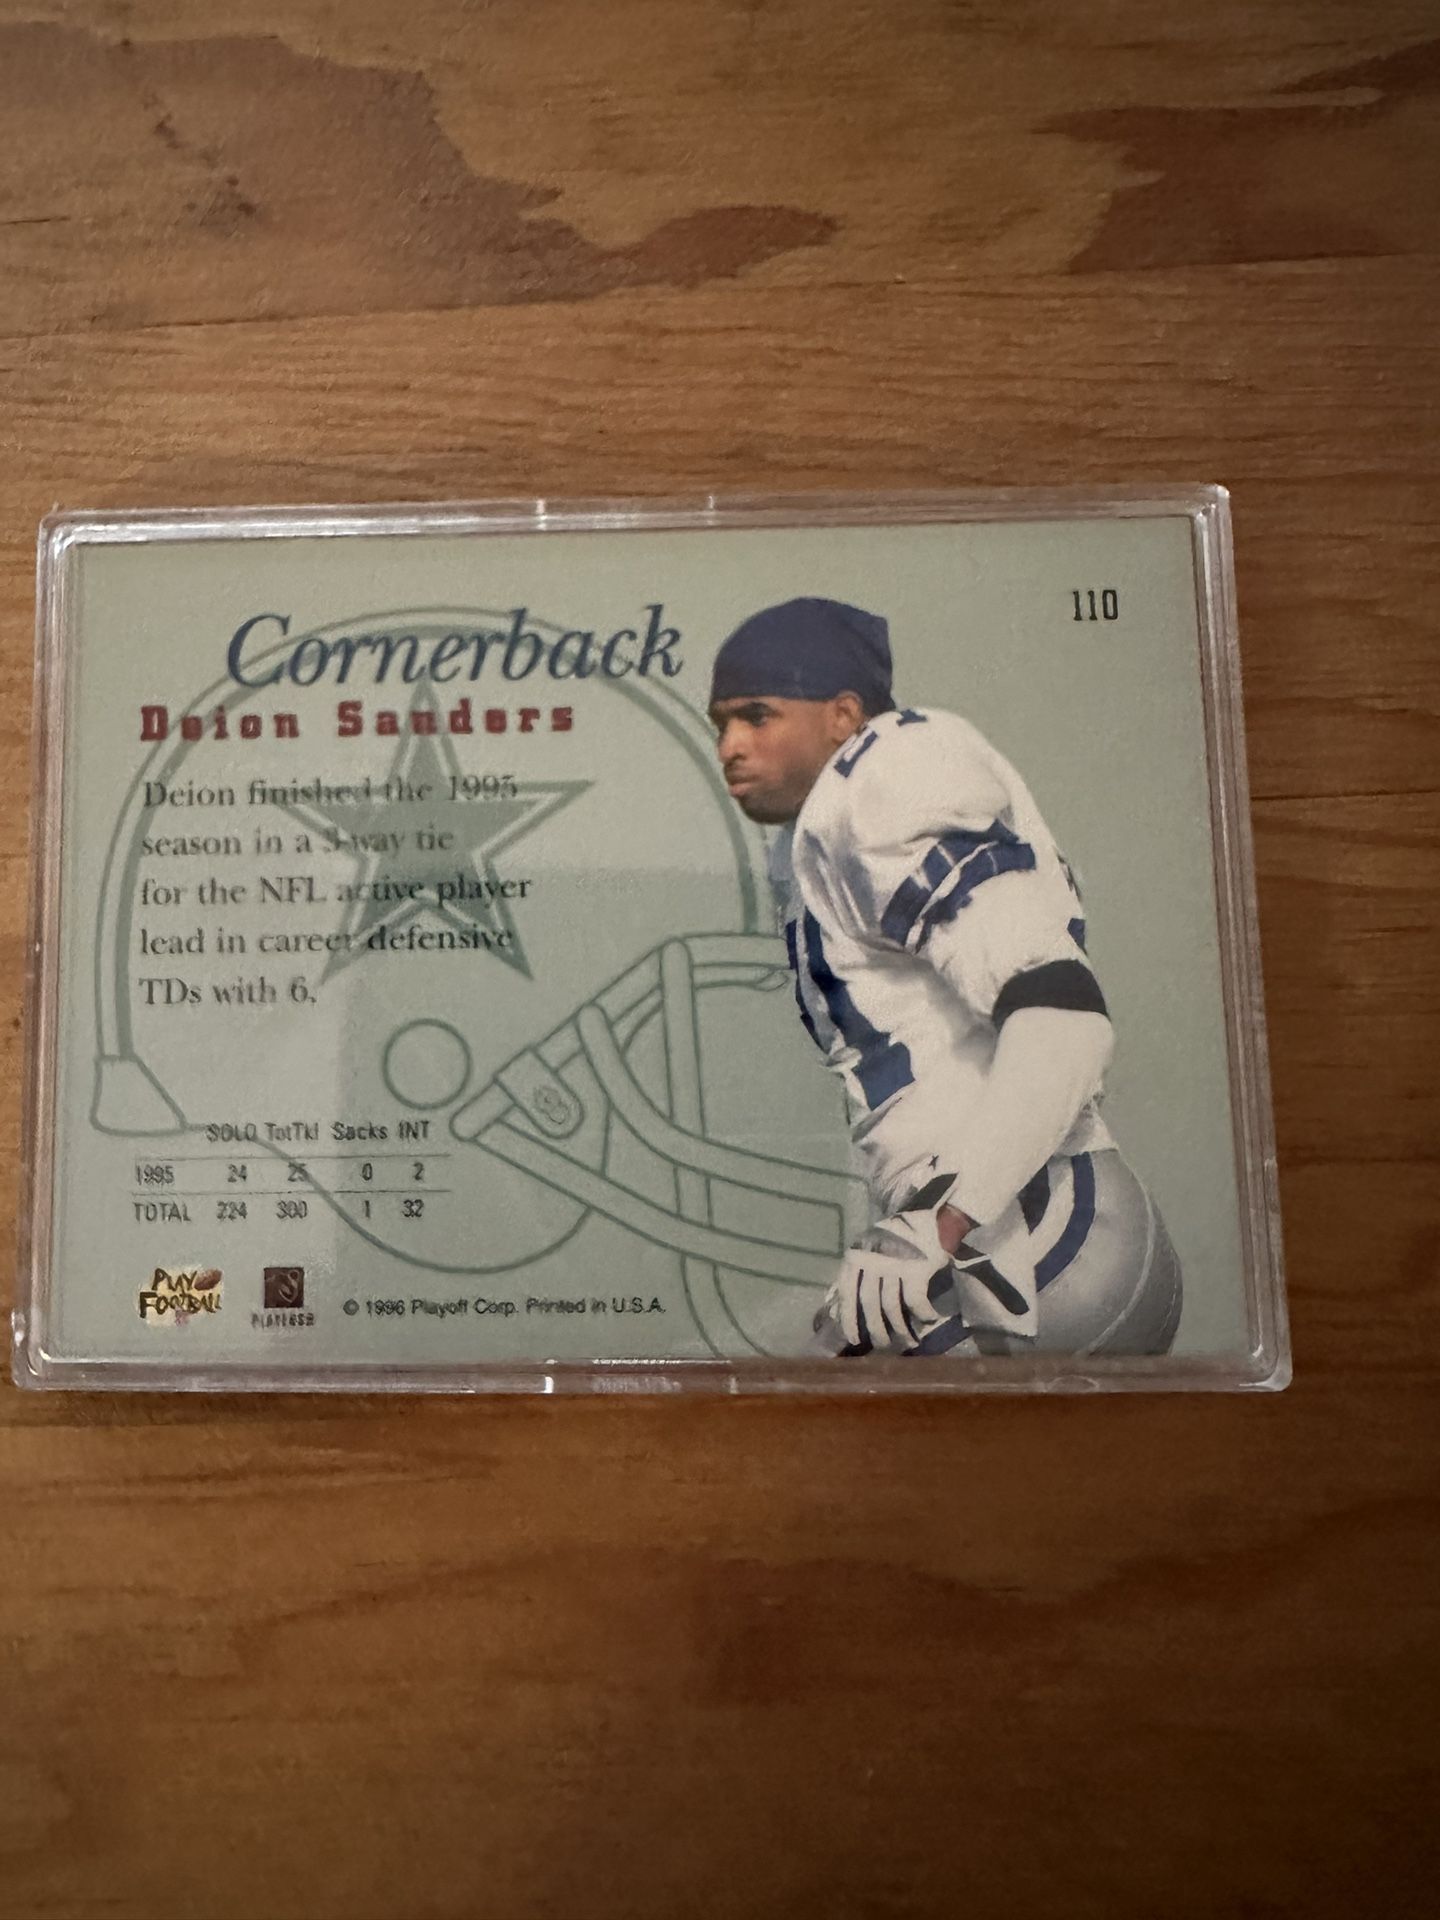 110
Cornerback
Deion Sanders
Deion finished the 1995
season in a 3-way tie
for the NFL active player
lead in career defensive
TDs with 6.
SOLO TotTkl Sacks INT
1995 24 25 0 2
TOTAL 224 300 1 32
PLAY
FOOTBALL
PLAYERS
© 1996 Playoff Corp. Printed in U.S.A.